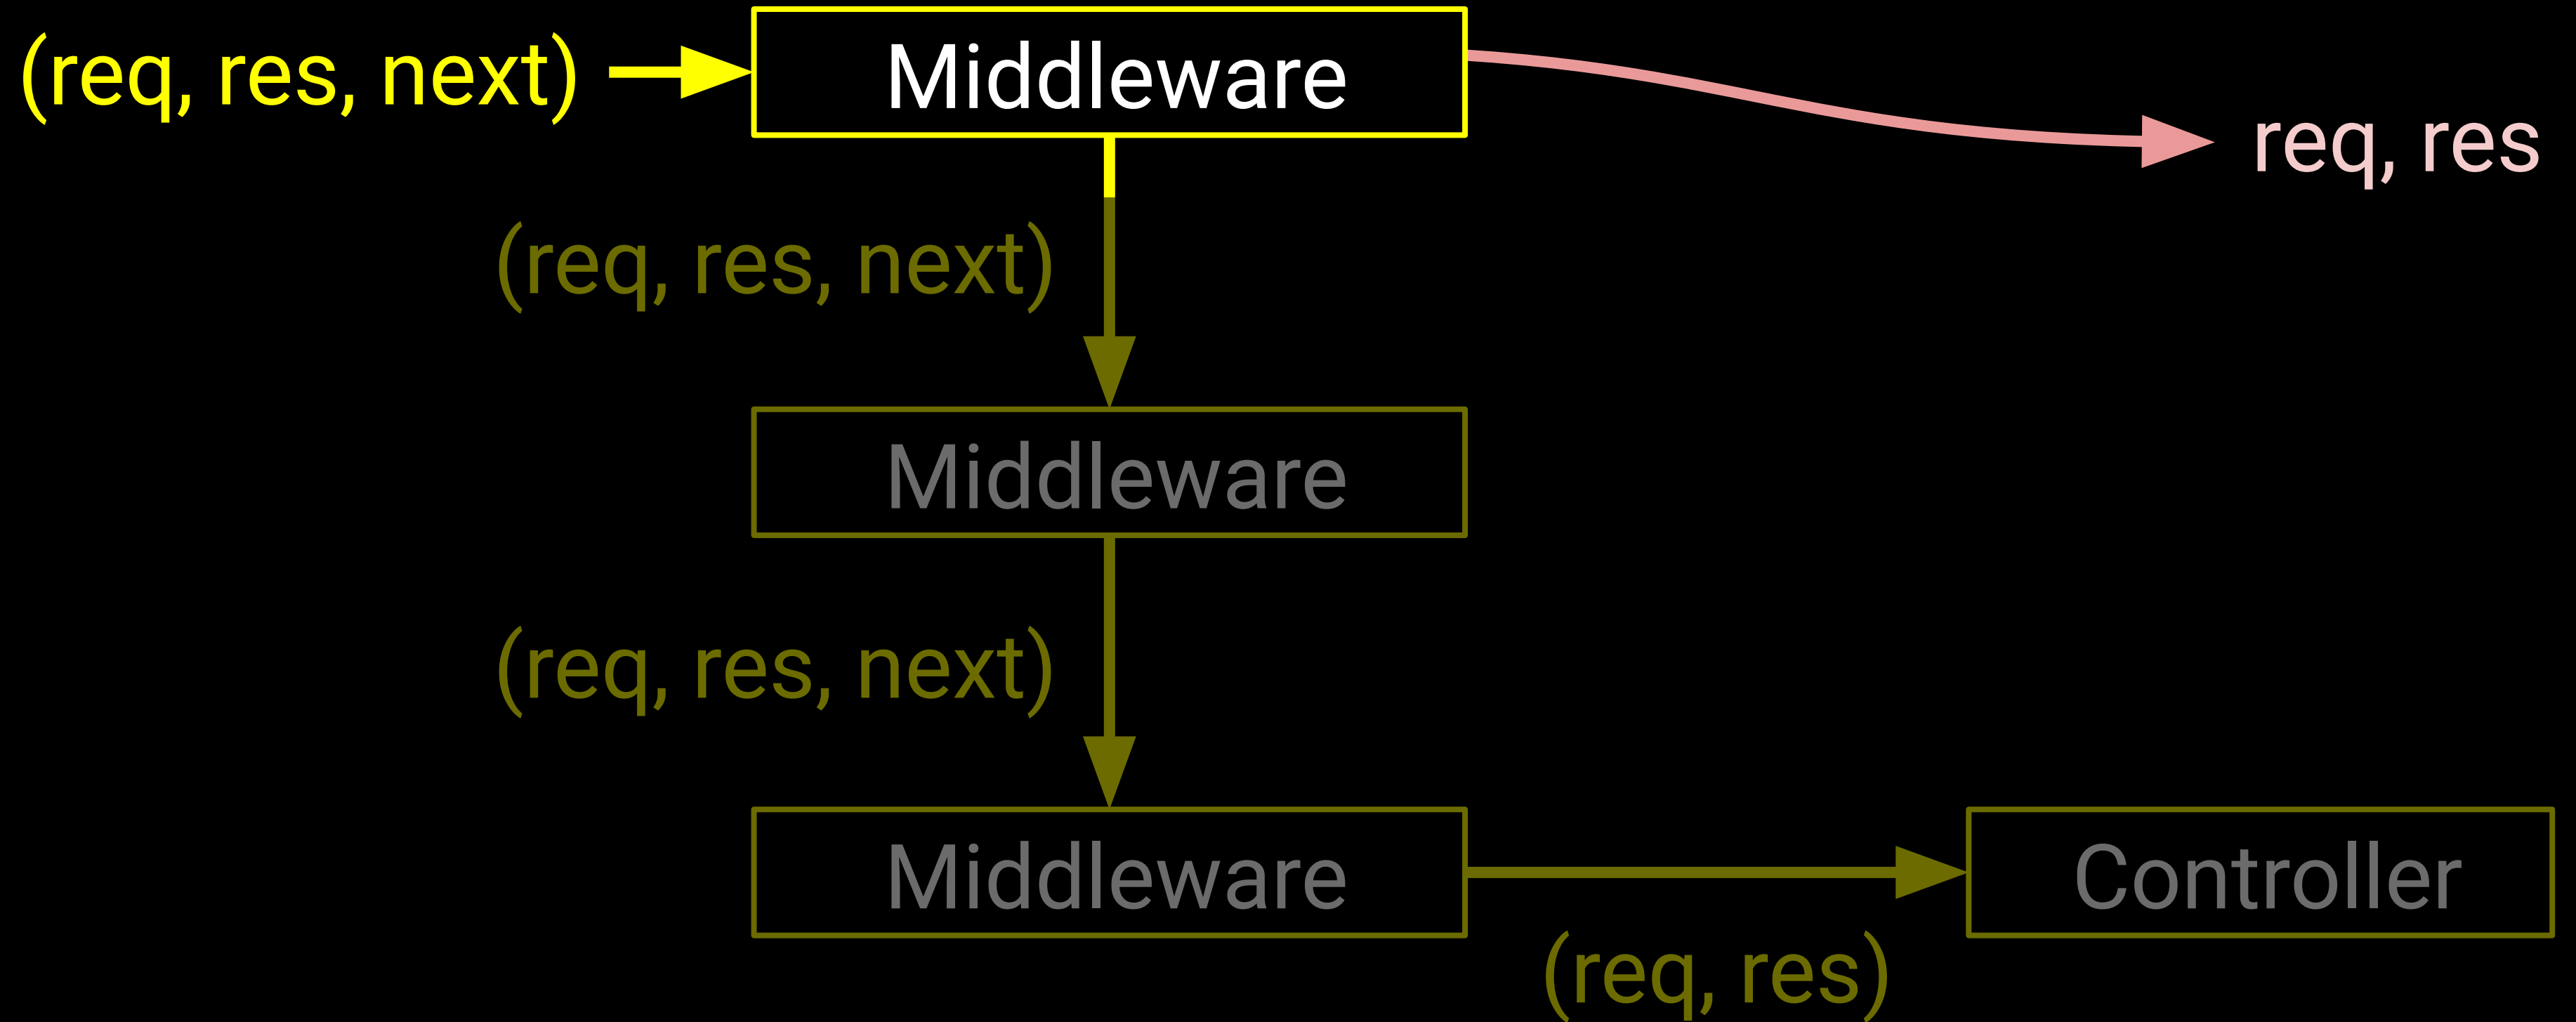 (req, res, next)
Middleware
req, res
(req, res, next)
Middleware
(req, res, next)
Middleware
Controller
(req, res)